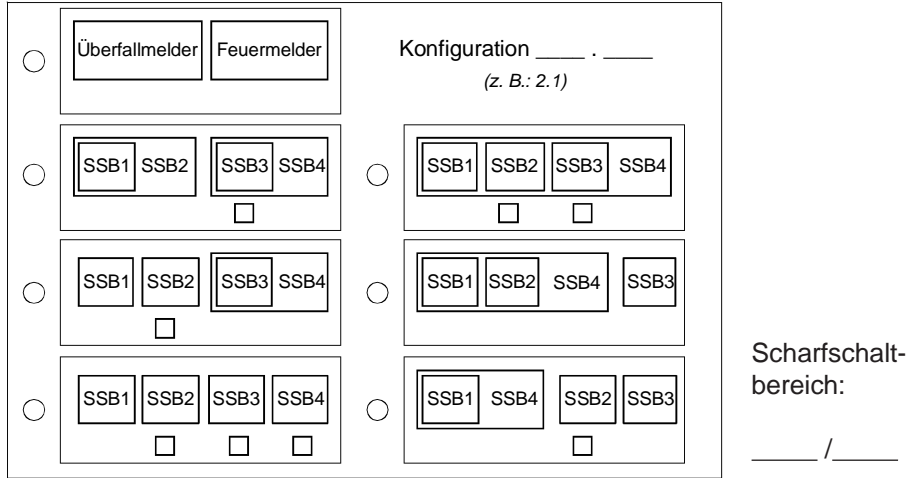 Überfallmelder Feuermelder
Konfiguration ____ . ____
(z. B.: 2.1)
SSB1 SSB2 SSB3 SSB4
SSB1 SSB2 SSB3 SSB4
SSB1 SSB2 SSB3 SSB4
SSB1 SSB2 SSB4 SSB3
SSB1 SSB2 SSB3 SSB4
SSB1 SSB4 SSB2 SSB3
Scharfschalt-
bereich:
_____ /_____